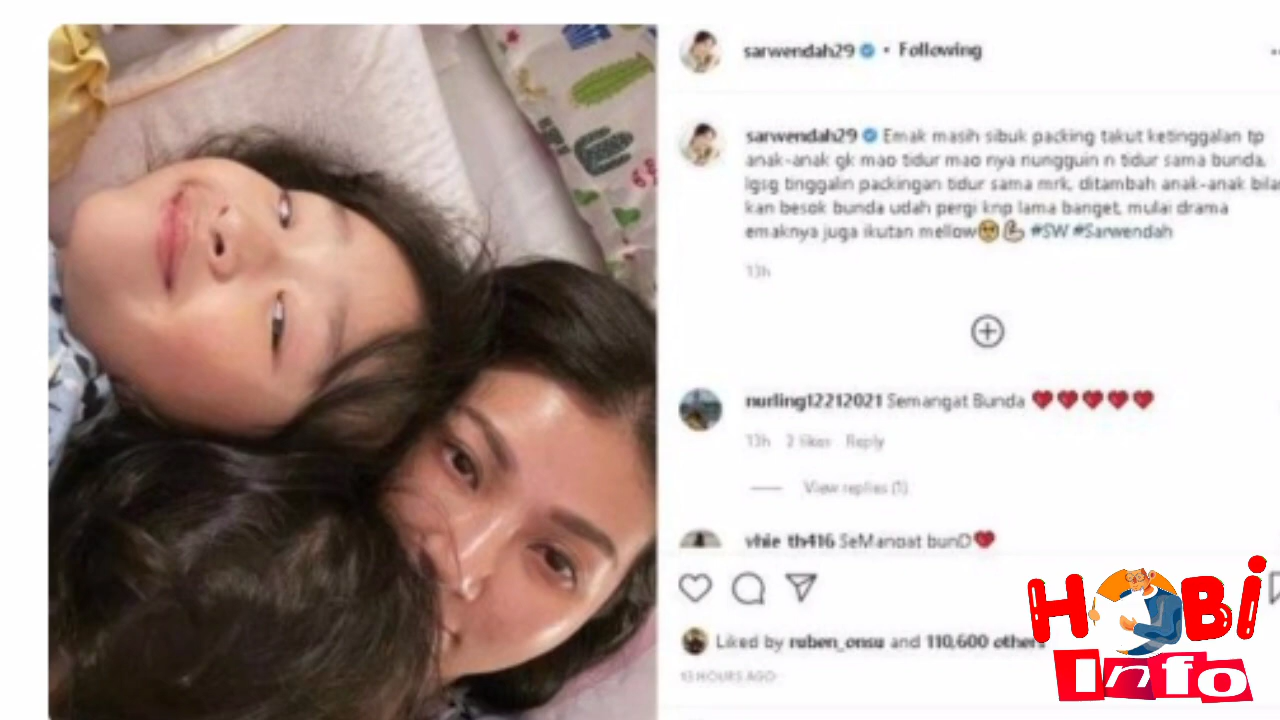 sarwendah29 • Following
sarwendah29 Emak masih sibuk packing takut ketinggalan tp
anak-anak gk mao tidur mao nya nungguin n tidur sama bunda,
lgsg tinggalin packingan tidur sama mrk, ditambah anak-anak bilang
kan besok bunda udah pergi knp lama banget, mulai drama
emaknya juga ikutan mellow🥹💪 #SW #Sarwendah
13h
nurling12212021 Semangat Bunda ❤❤❤❤❤
13h 2 likes Reply
View replies (1)
vhie_th416 SeMangat bunD❤
Liked by ruben_onsu and 110,600 others
13 HOURS AGO
HOBi
Info